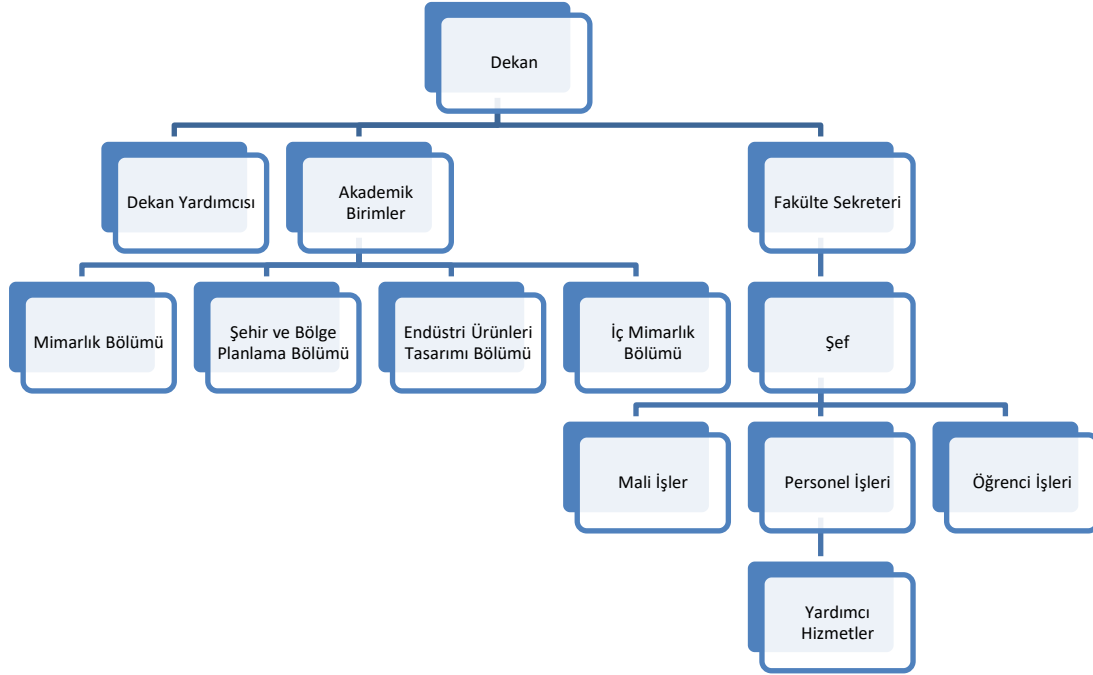 Dekan
Dekan Yardımcısı
Akademik
Birimler
Fakülte Sekreteri
Mimarlık Bölümü
Şehir ve Bölge
Planlama Bölümü
Endüstri Ürünleri
Tasarımı Bölümü
İç Mimarlık
Bölümü
Şef
Mali İşler
Personel İşleri
Öğrenci İşleri
Yardımcı
Hizmetler